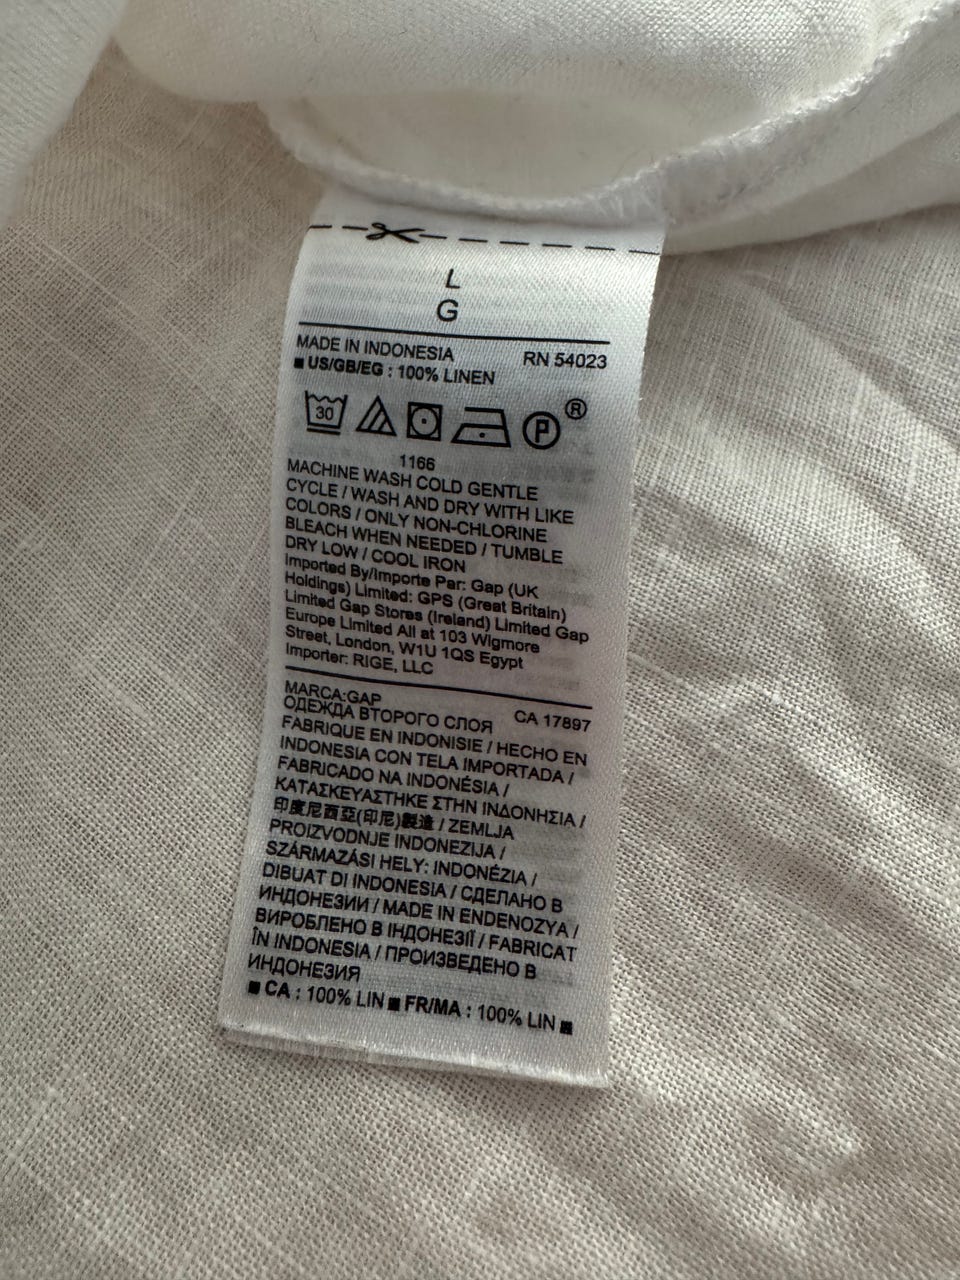 L
G
MADE IN INDONESIA RN 54023
■ US/GB/EG : 100% LINEN
30 P ®
1166
MACHINE WASH COLD GENTLE
CYCLE / WASH AND DRY WITH LIKE
COLORS / ONLY NON-CHLORINE
BLEACH WHEN NEEDED / TUMBLE
DRY LOW / COOL IRON
Imported By/Importe Par: Gap (UK
Holdings) Limited: GPS (Great Britain)
Limited Gap Stores (Ireland) Limited Gap
Europe Limited All at 103 Wigmore
Street, London, W1U 1QS Egypt
Importer: RIGE, LLC
MARCA:GAP CA 17897
ОДЕЖДА ВТОРОГО СЛОЯ
FABRIQUE EN INDONISIE / HECHO EN
INDONESIA CON TELA IMPORTADA /
FABRICADO NA INDONÉSIA /
ΚΑΤΑΣΚΕΥΑΣΤΗΚΕ ΣΤΗΝ ΙΝΔΟΝΗΣΙΑ /
印度尼西亞(印尼)製造 / ZEMLJA
PROIZVODNJE INDONEZIJA /
SZÁRMAZÁSI HELY: INDONÉZIA /
DIBUAT DI INDONESIA / СДЕЛАНО В
ИНДОНЕЗИИ / MADE IN ENDENOZYA /
ВИРОБЛЕНО В ІНДОНЕЗІЇ / FABRICAT
ÎN INDONESIA / ПРОИЗВЕДЕНО В
ИНДОНЕЗИЯ
■ CA : 100% LIN ■ FR/MA : 100% LIN ■